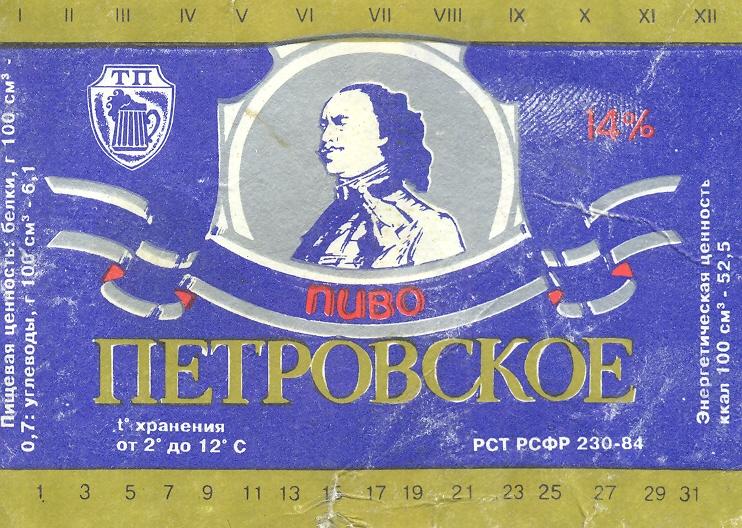 I II III IV V VI VII VIII IX X XI XII
ТП
14%
Пищевая ценность: белки, г 100 см³ -
0,7: углеводы, г 100 см³ - 6,1
пиво
ПЕТРОВСКОЕ
t° хранения
от 2° до 12° С
РСТ РСФР 230-84
Энергетическая ценность
ккал 100 см³ - 52,5
1 3 5 7 9 11 13 15 17 19 21 23 25 27 29 31